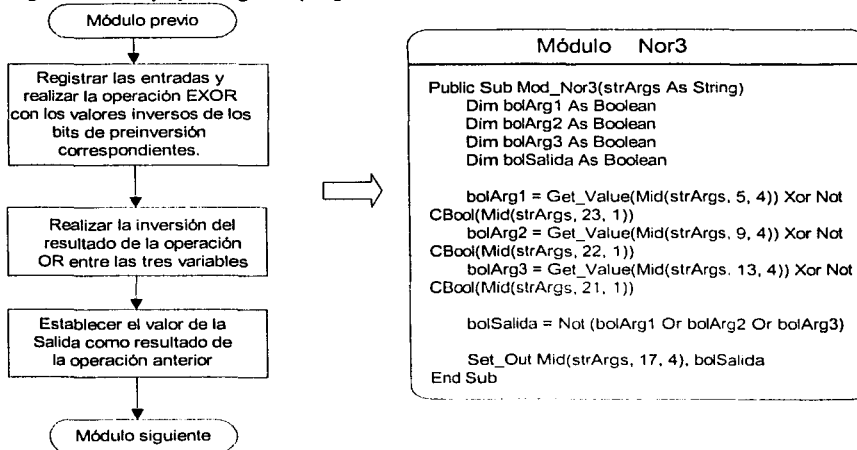 Módulo previo
Registrar las entradas y
realizar la operación EXOR
con los valores inversos de los
bits de preinversión
correspondientes.
Realizar la inversión del
resultado de la operación
OR entre las tres variables
Establecer el valor de la
Salida como resultado de
la operación anterior
Módulo siguiente
Módulo Nor3
Public Sub Mod_Nor3(strArgs As String)
Dim bolArg1 As Boolean
Dim bolArg2 As Boolean
Dim bolArg3 As Boolean
Dim bolSalida As Boolean
bolArg1 = Get_Value(Mid(strArgs, 5, 4)) Xor Not
CBool(Mid(strArgs, 23, 1))
bolArg2 = Get_Value(Mid(strArgs, 9, 4)) Xor Not
CBool(Mid(strArgs, 22, 1))
bolArg3 = Get_Value(Mid(strArgs, 13, 4)) Xor Not
CBool(Mid(strArgs, 21, 1))
bolSalida = Not (bolArg1 Or bolArg2 Or bolArg3)
Set_Out Mid(strArgs, 17, 4), bolSalida
End Sub